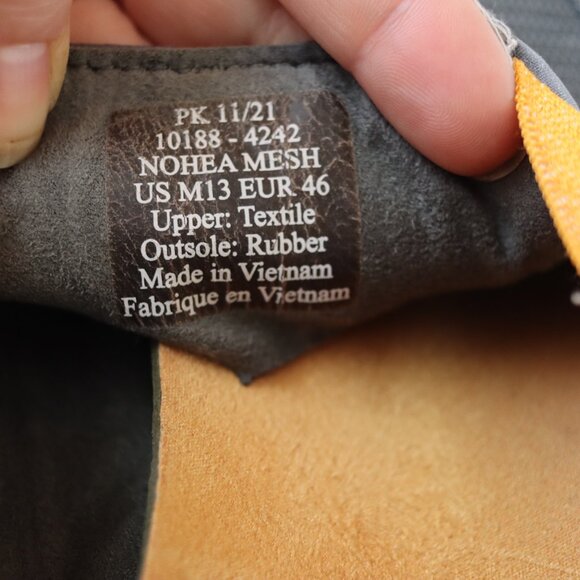 PK 11/21
10188 - 4242
NOHEA MESH
US M13 EUR 46
Upper: Textile
Outsole: Rubber
Made in Vietnam
Fabrique en Vietnam